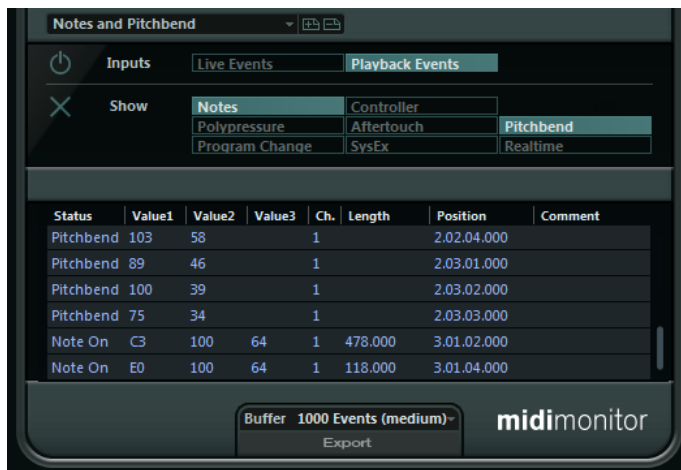 Notes and Pitchbend
Inputs Live Events Playback Events
Show Notes Controller
Polypressure Aftertouch Pitchbend
Program Change SysEx Realtime
Status Value1 Value2 Value3 Ch. Length Position Comment
Pitchbend 103 58 1 2.02.04.000
Pitchbend 89 46 1 2.03.01.000
Pitchbend 100 39 1 2.03.02.000
Pitchbend 75 34 1 2.03.03.000
Note On C3 100 64 1 478.000 3.01.02.000
Note On E0 100 64 1 118.000 3.01.04.000
Buffer 1000 Events (medium)
midimonitor
Export